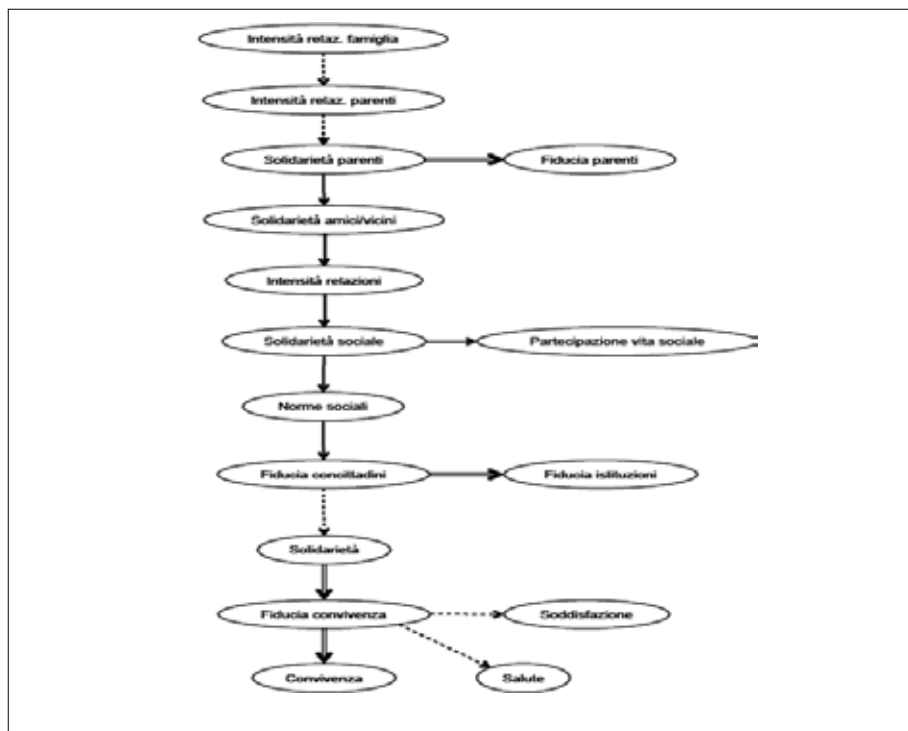 Intensità relaz. famiglia
Intensità relaz. parenti
Solidarietà parenti
Fiducia parenti
Solidarietà amici/vicini
Intensità relazioni
Solidarietà sociale
Partecipazione vita sociale
Norme sociali
Fiducia concittadini
Fiducia istituzioni
Solidarietà
Fiducia convivenza
Soddisfazione
Convivenza
Salute